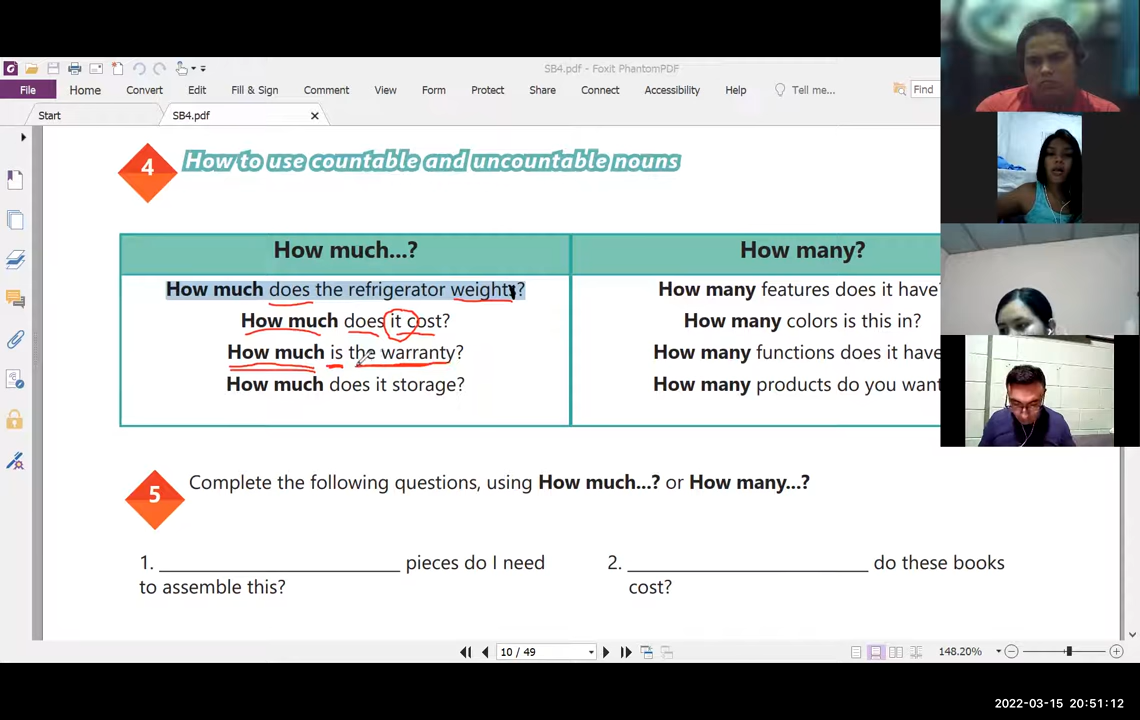 SB4.pdf - Foxit PhantomPDF
File Home Convert Edit Fill & Sign Comment View Form Protect Share Connect Accessibility Help Tell me... Find
Start SB4.pdf
4 How to use countable and uncountable nouns
How much...? How many?
How much does the refrigerator weight? How many features does it have?
How much does it cost? How many colors is this in?
How much is the warranty? How many functions does it have
How much does it storage? How many products do you want
5 Complete the following questions, using How much...? or How many...?
1. ______________________ pieces do I need
to assemble this?
2. ______________________ do these books
cost?
10 / 49 148.20%
2022-03-15 20:51:12